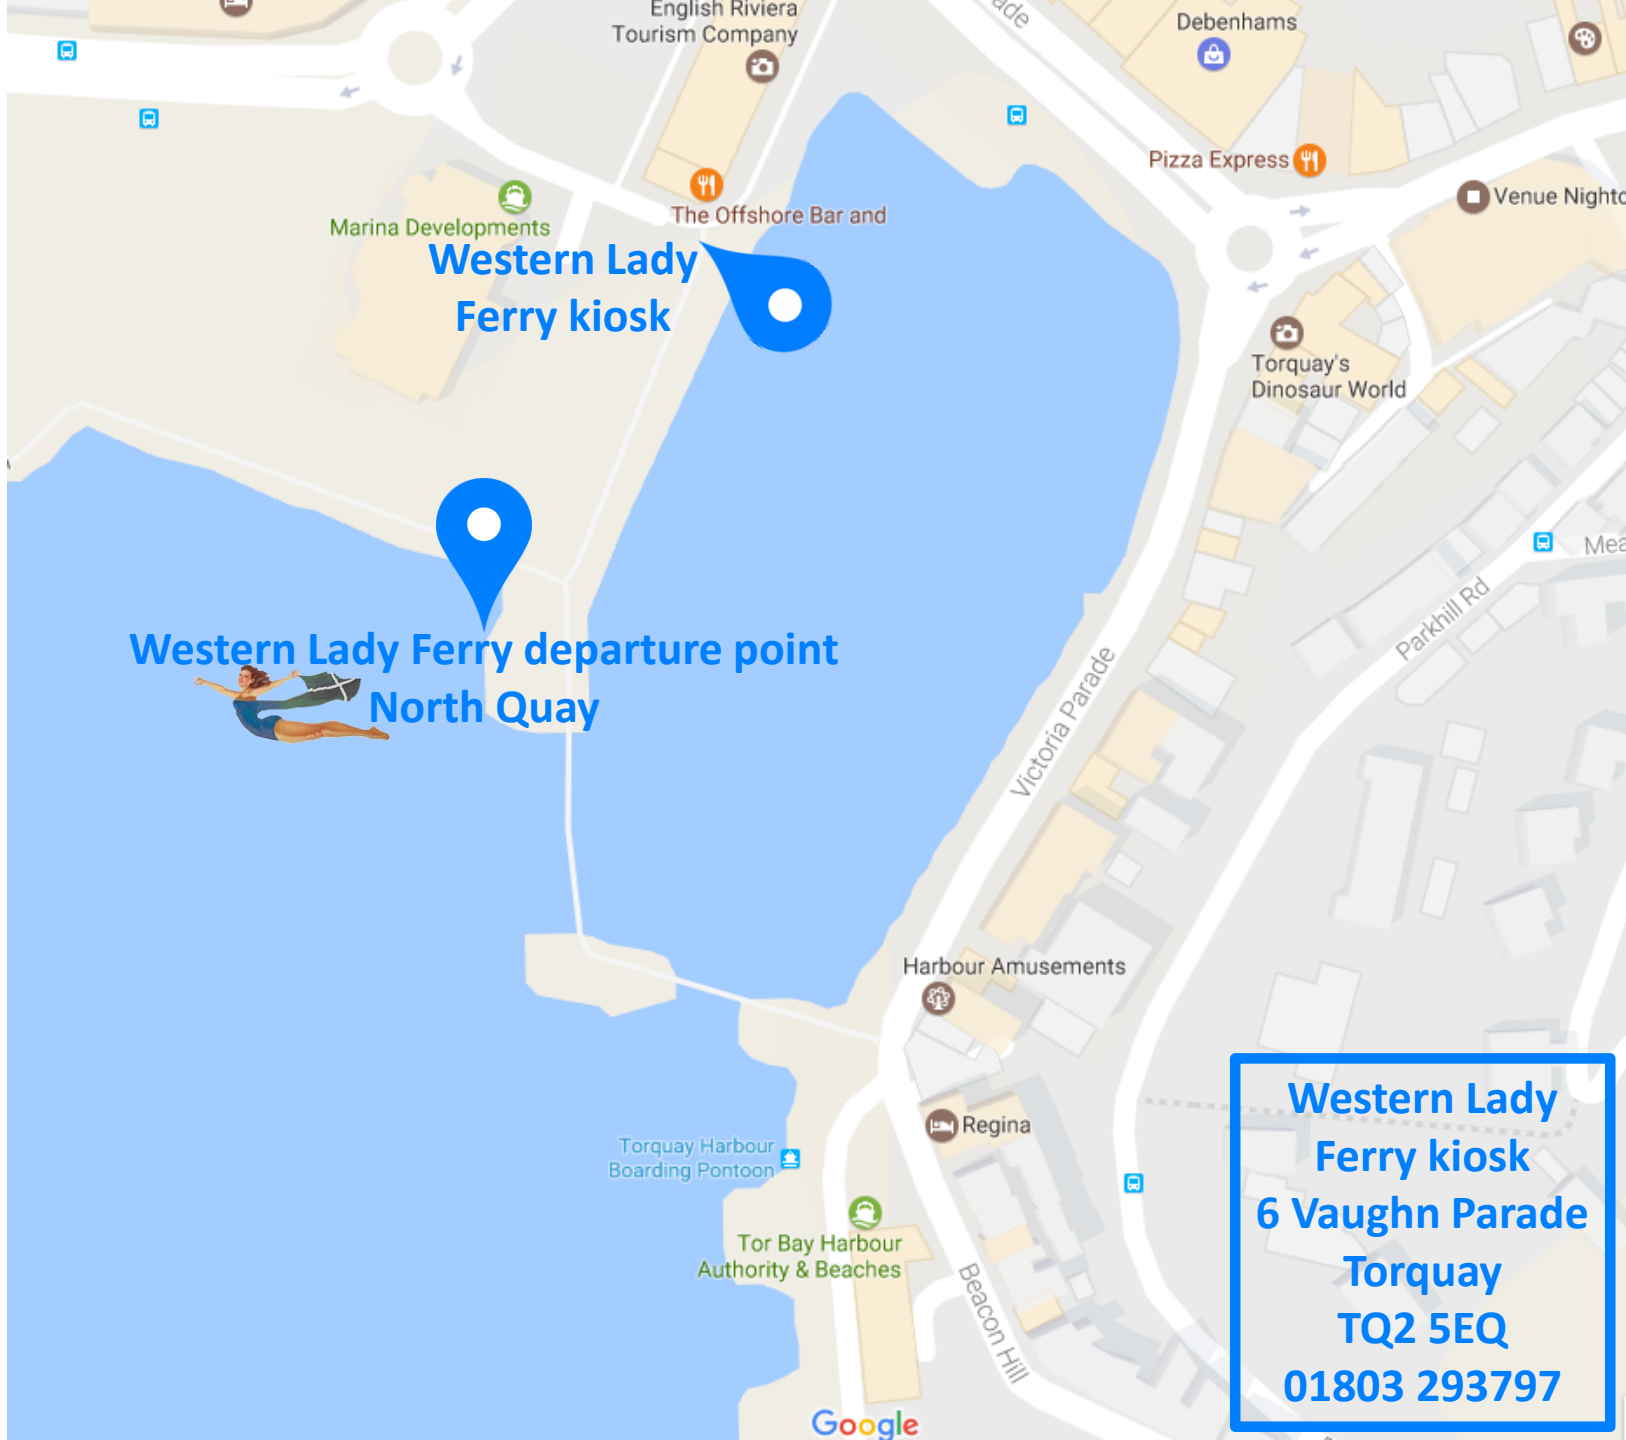 English Riviera
Tourism Company
ade
Debenhams
Pizza Express
Venue Nightc
Marina Developments
The Offshore Bar and
Western Lady
Ferry kiosk
Torquay's
Dinosaur World
Mea
Parkhill Rd
Western Lady Ferry departure point
North Quay
Victoria Parade
Harbour Amusements
Regina
Torquay Harbour
Boarding Pontoon
Tor Bay Harbour
Authority & Beaches
Beacon Hill
Western Lady
Ferry kiosk
6 Vaughn Parade
Torquay
TQ2 5EQ
01803 293797
Google